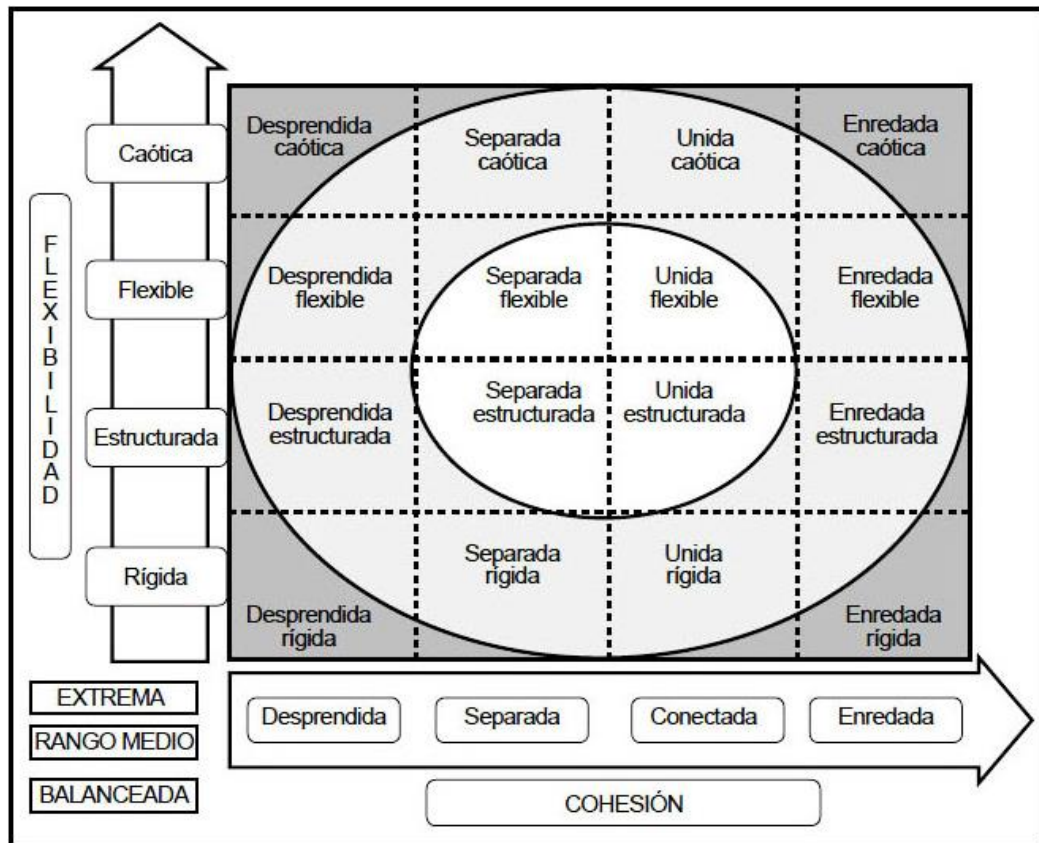 Caótica
Flexible
Estructurada
Rígida
FLEXIBILIDAD
Desprendida
caótica
Separada
caótica
Unida
caótica
Enredada
caótica
Desprendida
flexible
Separada
flexible
Unida
flexible
Enredada
flexible
Desprendida
estructurada
Separada
estructurada
Unida
estructurada
Enredada
estructurada
Desprendida
rígida
Separada
rígida
Unida
rígida
Enredada
rígida
EXTREMA
RANGO MEDIO
BALANCEADA
Desprendida
Separada
Conectada
Enredada
COHESIÓN